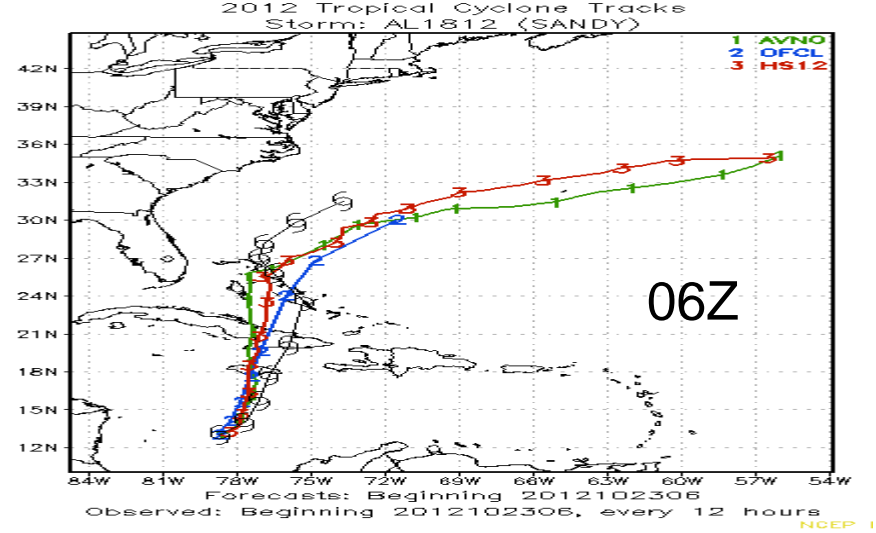 2012 Tropical Cyclone Tracks
Storm: AL1812 (SANDY)
1 AVNO
2 OFCL
3 HS12
42N
39N
36N
33N
30N
27N
24N
21N
18N
15N
12N
06Z
84W 81W 78W 75W 72W 69W 66W 63W 60W 57W 54W
Forecasts: Beginning 2012102306
Observed: Beginning 2012102306, every 12 hours
NCEP